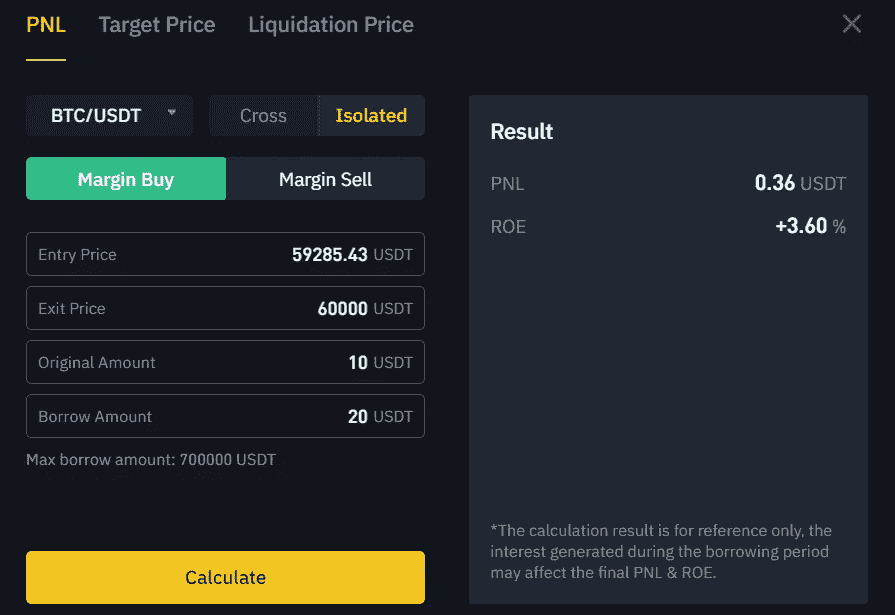 PNL Target Price Liquidation Price
BTC/USDT Cross Isolated
Margin Buy Margin Sell
Entry Price 59285.43 USDT
Exit Price 60000 USDT
Original Amount 10 USDT
Borrow Amount 20 USDT
Max borrow amount: 700000 USDT
Calculate
Result
PNL 0.36 USDT
ROE +3.60 %
*The calculation result is for reference only, the
interest generated during the borrowing period
may affect the final PNL & ROE.